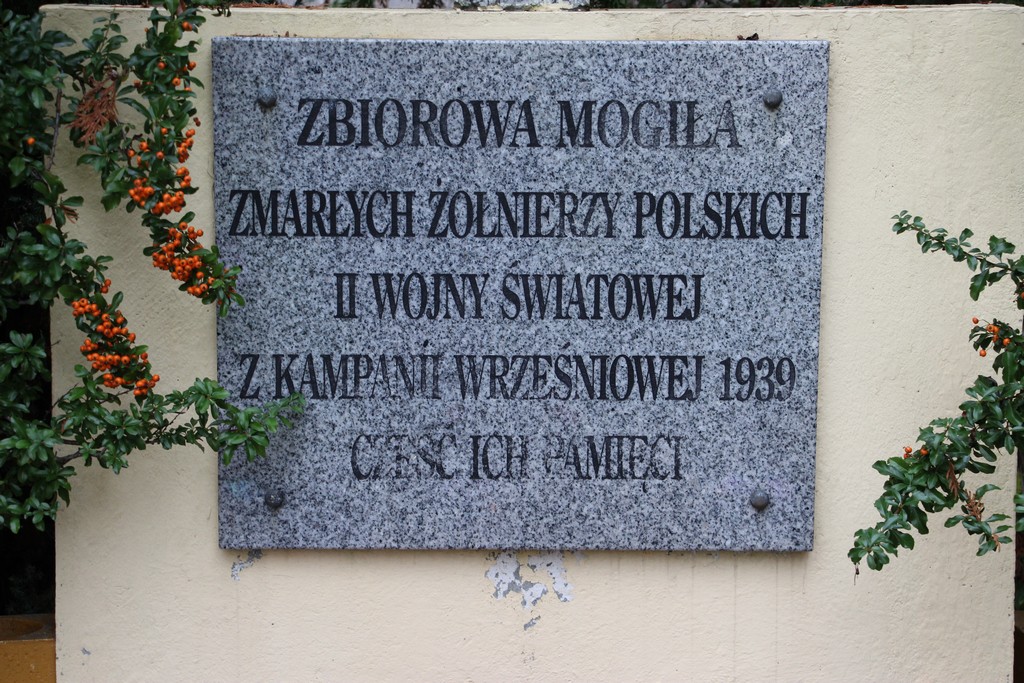 ZBIOROWA MOGIŁA
ZMARŁYCH ŻOŁNIERZY POLSKICH
II WOJNY ŚWIATOWEJ
Z KAMPANII WRZEŚNIOWEJ 1939
CZEŚĆ ICH PAMIĘCI